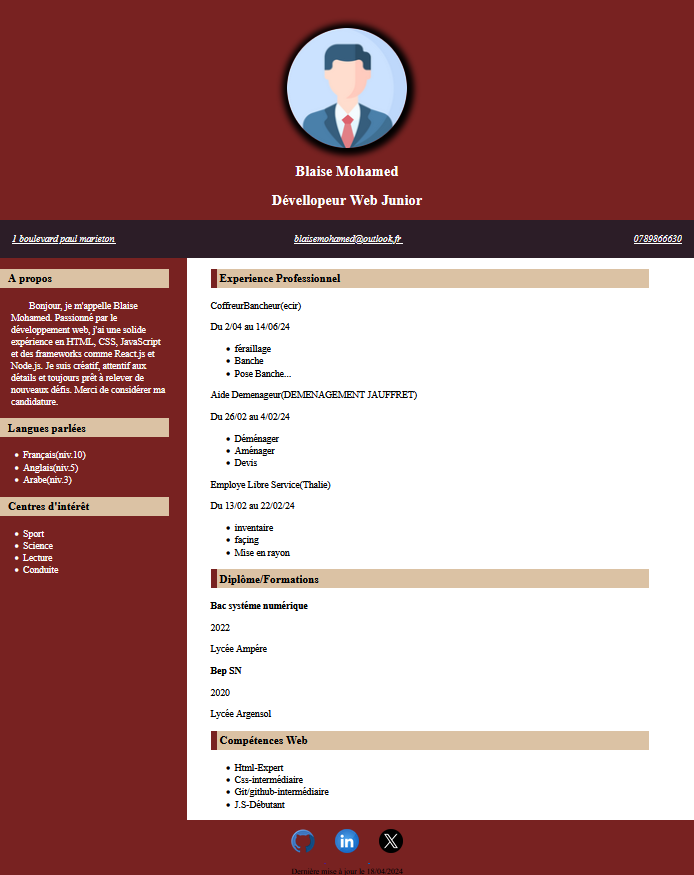 Blaise Mohamed
Dévellopeur Web Junior
1 boulevard paul marieton
blaisemohamed@outlook.fr
0789866630
A propos
Bonjour, je m'appelle Blaise
Mohamed. Passionné par le
développement web, j'ai une solide
expérience en HTML, CSS, JavaScript
et des frameworks comme React.js et
Node.js. Je suis créatif, attentif aux
détails et toujours prêt à relever de
nouveaux défis. Merci de considérer ma
candidature.
Langues parlées
Français(niv.10)
Anglais(niv.5)
Arabe(niv.3)
Centres d'intérêt
Sport
Science
Lecture
Conduite
Experience Professionnel
CoffreurBancheur(ecir)
Du 2/04 au 14/06/24
féraillage
Banche
Pose Banche...
Aide Demenageur(DEMENAGEMENT JAUFFRET)
Du 26/02 au 4/02/24
Déménager
Aménager
Devis
Employe Libre Service(Thalie)
Du 13/02 au 22/02/24
inventaire
façing
Mise en rayon
Diplôme/Formations
Bac systéme numérique
2022
Lycée Ampére
Bep SN
2020
Lycée Argensol
Compétences Web
Html-Expert
Css-intermédiaire
Git/github-intermédiaire
J.S-Débutant
in
X
Dernière mise à jour le 18/04/2024